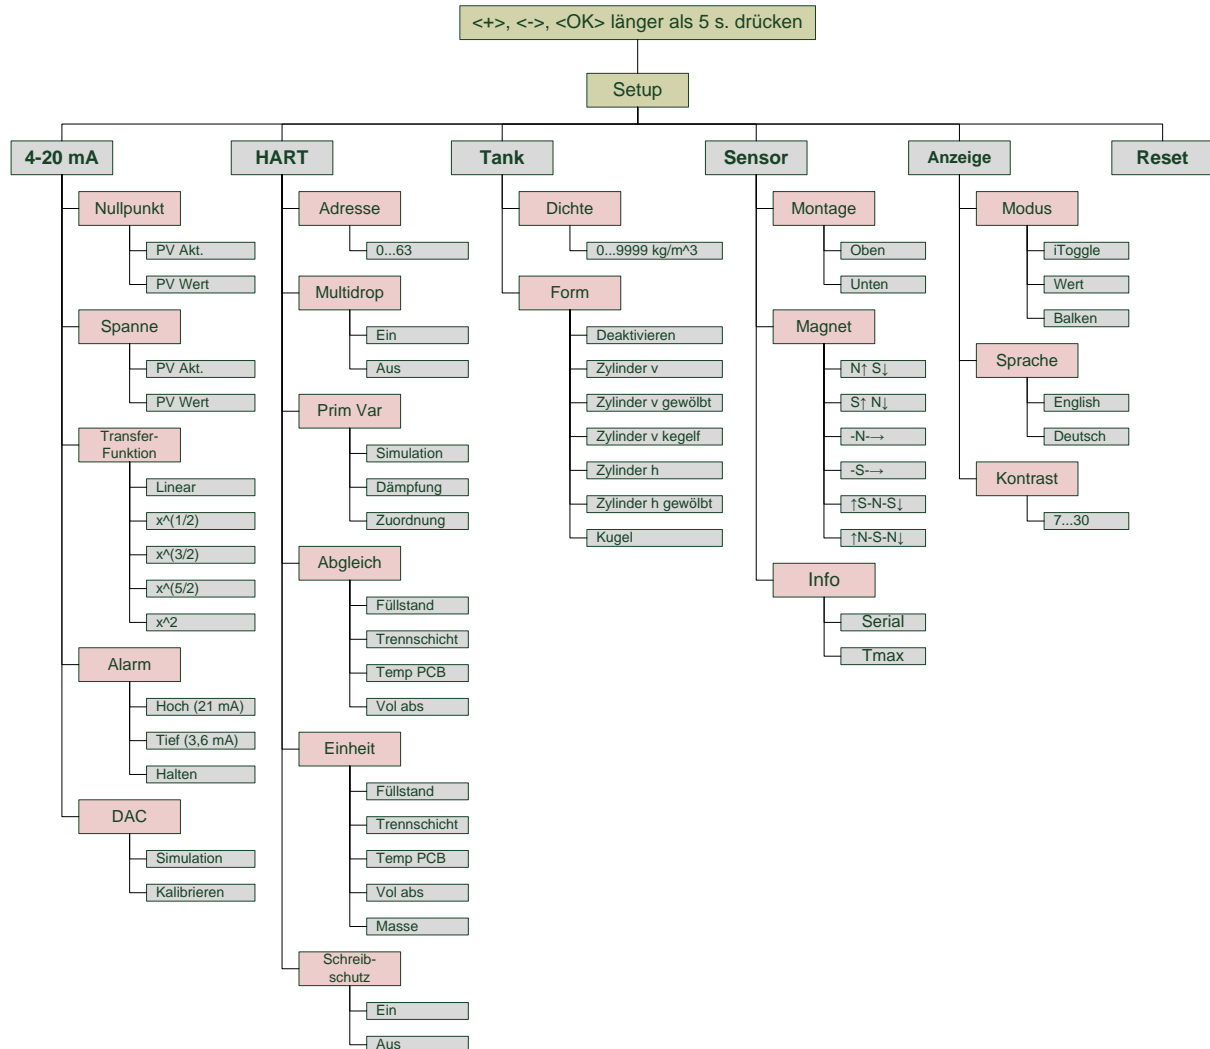 <+>, <->, <OK> länger als 5 s. drücken
Setup
4-20 mA
Nullpunkt
PV Akt.
PV Wert
Spanne
PV Akt.
PV Wert
Transfer-
Funktion
Linear
x^(1/2)
x^(3/2)
x^(5/2)
x^2
Alarm
Hoch (21 mA)
Tief (3,6 mA)
Halten
DAC
Simulation
Kalibrieren
HART
Adresse
0...63
Multidrop
Ein
Aus
Prim Var
Simulation
Dämpfung
Zuordnung
Abgleich
Füllstand
Trennschicht
Temp PCB
Vol abs
Einheit
Füllstand
Trennschicht
Temp PCB
Vol abs
Masse
Schreib-
schutz
Ein
Aus
Tank
Dichte
0...9999 kg/m^3
Form
Deaktivieren
Zylinder v
Zylinder v gewölbt
Zylinder v kegelf
Zylinder h
Zylinder h gewölbt
Kugel
Sensor
Montage
Oben
Unten
Magnet
N↑ S↓
S↑ N↓
-N-→
-S-→
↑S-N-S↓
↑N-S-N↓
Info
Serial
Tmax
Anzeige
Modus
iToggle
Wert
Balken
Sprache
English
Deutsch
Kontrast
7...30
Reset